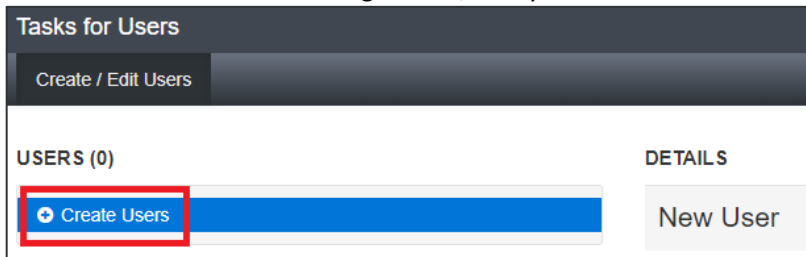 Tasks for Users
Create / Edit Users
USERS (0)
DETAILS
Create Users
New User